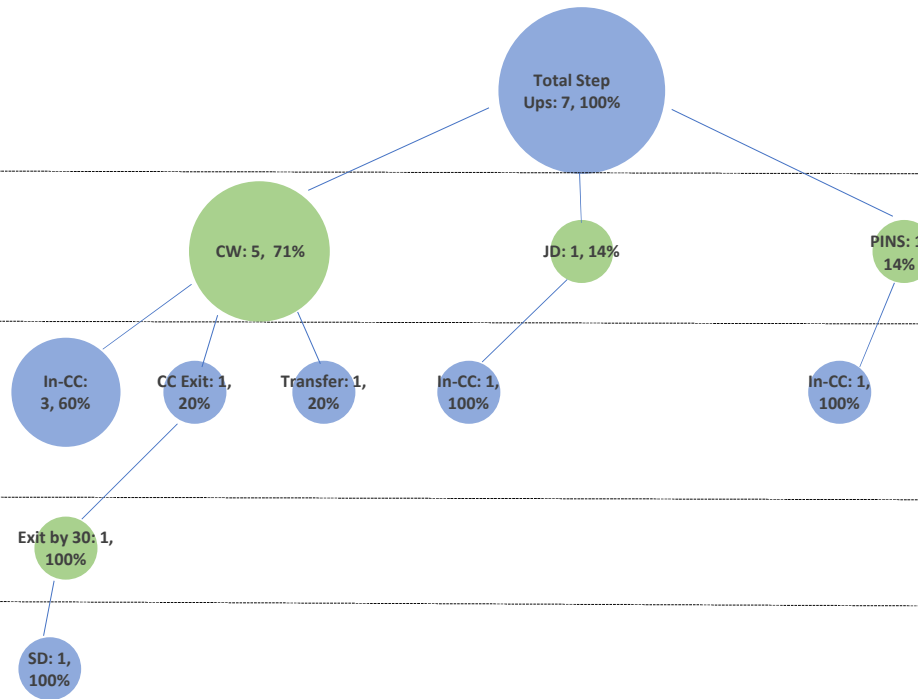 Total Step
Ups: 7, 100%
CW: 5, 71%
JD: 1, 14%
PINS: 1
14%
In-CC:
3, 60%
CC Exit: 1,
20%
Transfer: 1,
20%
In-CC: 1,
100%
In-CC: 1,
100%
Exit by 30: 1,
100%
SD: 1,
100%